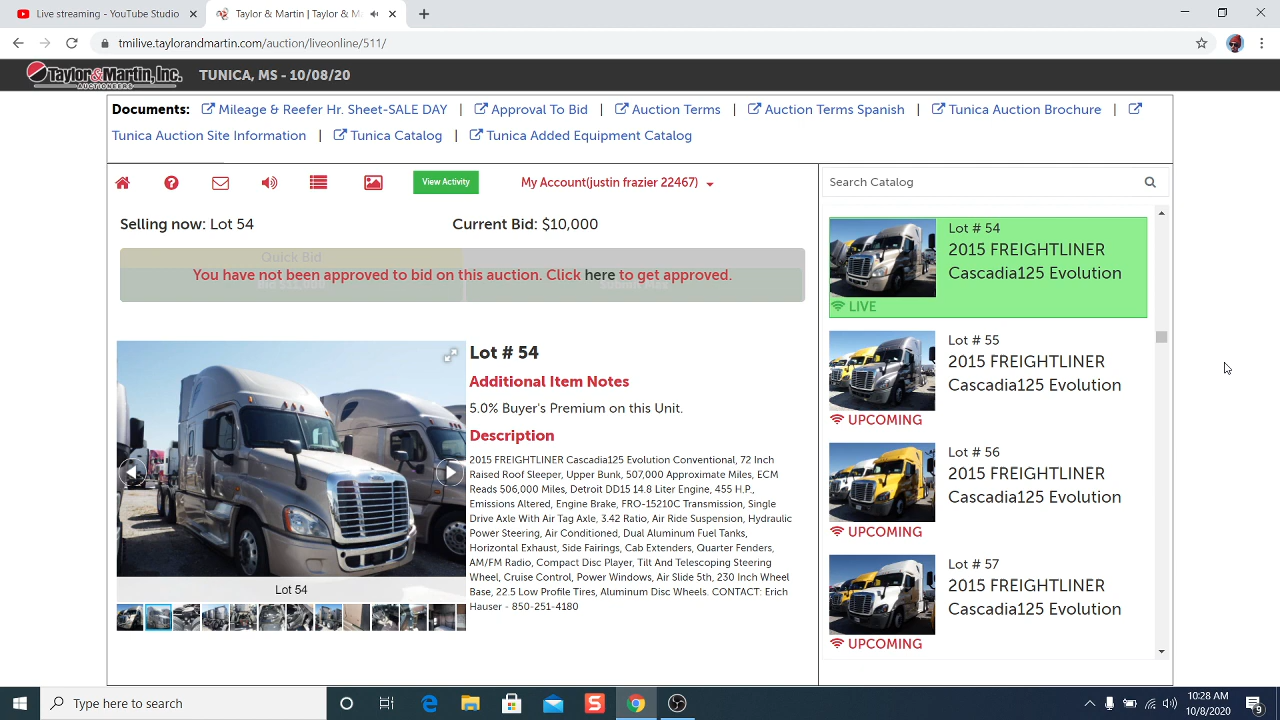 Live streaming - YouTube Studio
Taylor & Martin | Taylor & M
tmilive.taylorandmartin.com/auction/liveonline/511/
Taylor&Martin, Inc.
AUCTIONEERS
TUNICA, MS - 10/08/20
Documents: Mileage & Reefer Hr. Sheet-SALE DAY | Approval To Bid | Auction Terms | Auction Terms Spanish | Tunica Auction Brochure |
Tunica Auction Site Information | Tunica Catalog | Tunica Added Equipment Catalog
View Activity
My Account(justin frazier 22467)
Selling now: Lot 54
Current Bid: $10,000
Quick Bid
You have not been approved to bid on this auction. Click here to get approved.
Lot 54
Lot # 54
Additional Item Notes
5.0% Buyer's Premium on this Unit.
Description
2015 FREIGHTLINER Cascadia125 Evolution Conventional, 72 Inch
Raised Roof Sleeper, Upper Bunk, 507,000 Approximate Miles, ECM
Reads 506,000 Miles, Detroit DD15 14.8 Liter Engine, 455 H.P.,
Emissions Altered, Engine Brake, FRO-15210C Transmission, Single
Drive Axle With Air Tag Axle, 3.42 Ratio, Air Ride Suspension, Hydraulic
Power Steering, Air Conditioned, Dual Aluminum Fuel Tanks,
Horizontal Exhaust, Side Fairings, Cab Extenders, Quarter Fenders,
AM/FM Radio, Compact Disc Player, Tilt And Telescoping Steering
Wheel, Cruise Control, Power Windows, Air Slide 5th, 230 Inch Wheel
Base, 22.5 Low Profile Tires, Aluminum Disc Wheels. CONTACT: Erich
Hauser - 850-251-4180
Search Catalog
Lot # 54
2015 FREIGHTLINER
Cascadia125 Evolution
LIVE
Lot # 55
2015 FREIGHTLINER
Cascadia125 Evolution
UPCOMING
Lot # 56
2015 FREIGHTLINER
Cascadia125 Evolution
UPCOMING
Lot # 57
2015 FREIGHTLINER
Cascadia125 Evolution
UPCOMING
Type here to search
10:28 AM
10/8/2020
9